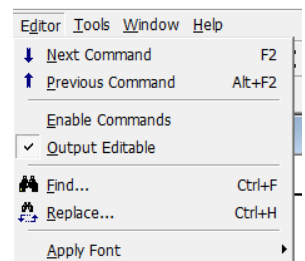 Editor Tools Window Help
Next Command F2
Previous Command Alt+F2
Enable Commands
Output Editable
Find... Ctrl+F
Replace... Ctrl+H
Apply Font